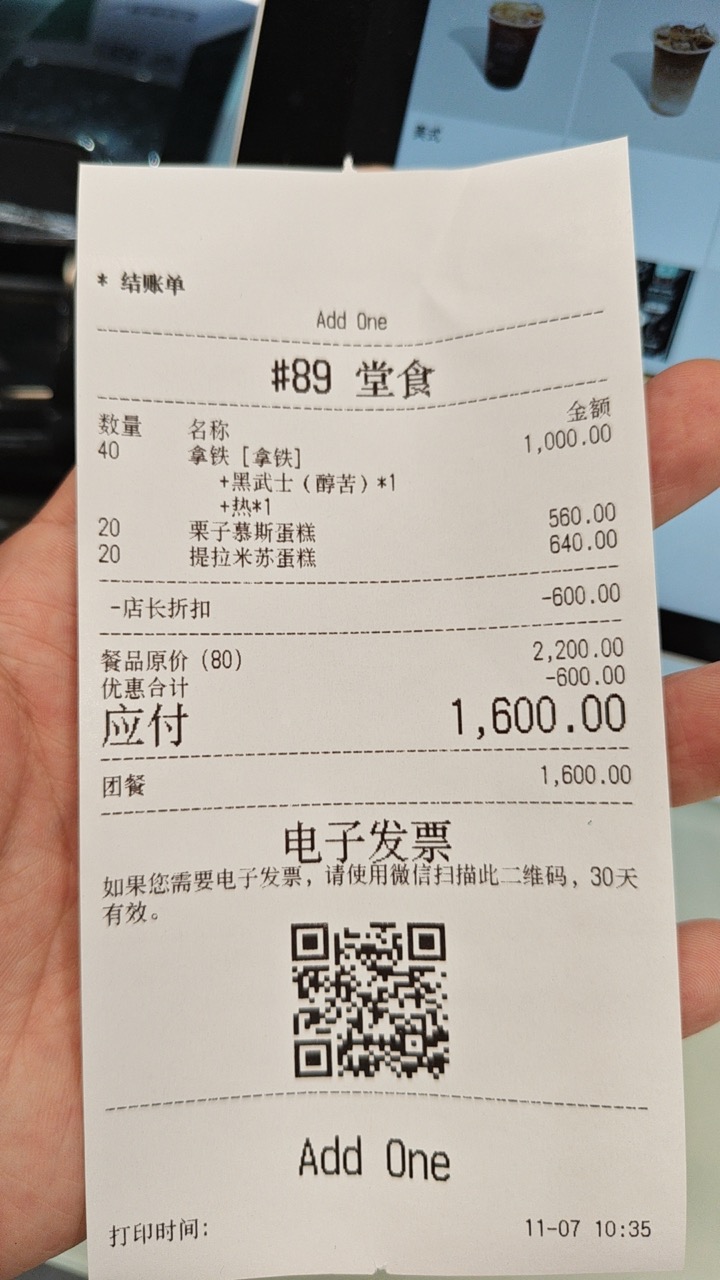 美式
* 结账单
Add One
#89 堂食
数量 名称 金额
40 拿铁 [拿铁] 1,000.00
+黑武士 (醇苦) *1
+热*1
20 栗子慕斯蛋糕 560.00
20 提拉米苏蛋糕 640.00
-店长折扣 -600.00
餐品原价 (80) 2,200.00
优惠合计 -600.00
应付 1,600.00
团餐 1,600.00
电子发票
如果您需要电子发票, 请使用微信扫描此二维码, 30天
有效。
Add One
打印时间: 11-07 10:35